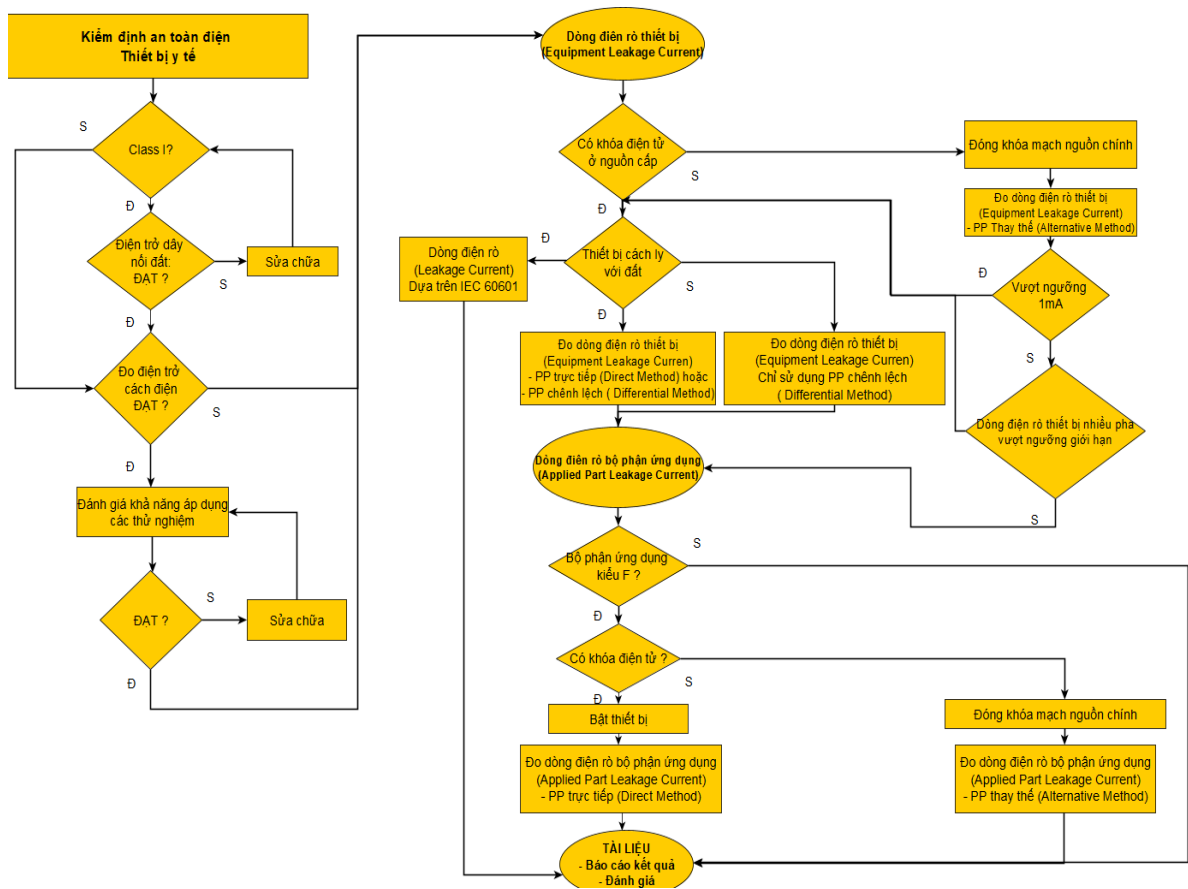 Kiểm định an toàn điện
Thiết bị y tế
S
Class I?
Đ
Điện trở dây
nối đất:
ĐẠT ?
S
Sửa chữa
Đ
Đo điện trở
cách điện
ĐẠT ?
S
Đ
Đánh giá khả năng áp dụng
các thử nghiệm
ĐẠT ?
S
Sửa chữa
Đ
Dòng điên rò thiết bị
(Equipment Leakage Current)
Có khóa điện tử
ở nguồn cấp
S
Đ
Đóng khóa mạch nguồn chính
Đo dòng điện rò thiết bị
(Equipment Leakage Current)
- PP Thay thế (Alternative Method)
Đ
Vượt ngưỡng
1mA
S
Dòng điện rò thiết bị nhiều pha
vượt ngưỡng giới hạn
S
Thiết bị cách ly
với đất
Đ
S
Đ
Dòng điện rò
(Leakage Current)
Dựa trên IEC 60601
Đo dòng điện rò thiết bị
(Equipment Leakage Curren)
- PP trực tiếp (Direct Method) hoặc
- PP chênh lệch ( Differential Method)
Đo dòng điện rò thiết bị
(Equipment Leakage Curren)
Chỉ sử dụng PP chênh lệch
( Differential Method)
Dòng điên rò bộ phận ứng dụng
(Applied Part Leakage Current)
Bộ phận ứng dụng
kiểu F ?
S
Đ
Có khóa điện tử ?
S
Đ
Bật thiết bị
Đo dòng điện rò bộ phận ứng dụng
(Applied Part Leakage Current)
- PP trực tiếp (Direct Method)
Đóng khóa mạch nguồn chính
Đo dòng điện rò bộ phận ứng dụng
(Applied Part Leakage Current)
- PP thay thế (Alternative Method)
TÀI LIỆU
- Báo cáo kết quả
- Đánh giá